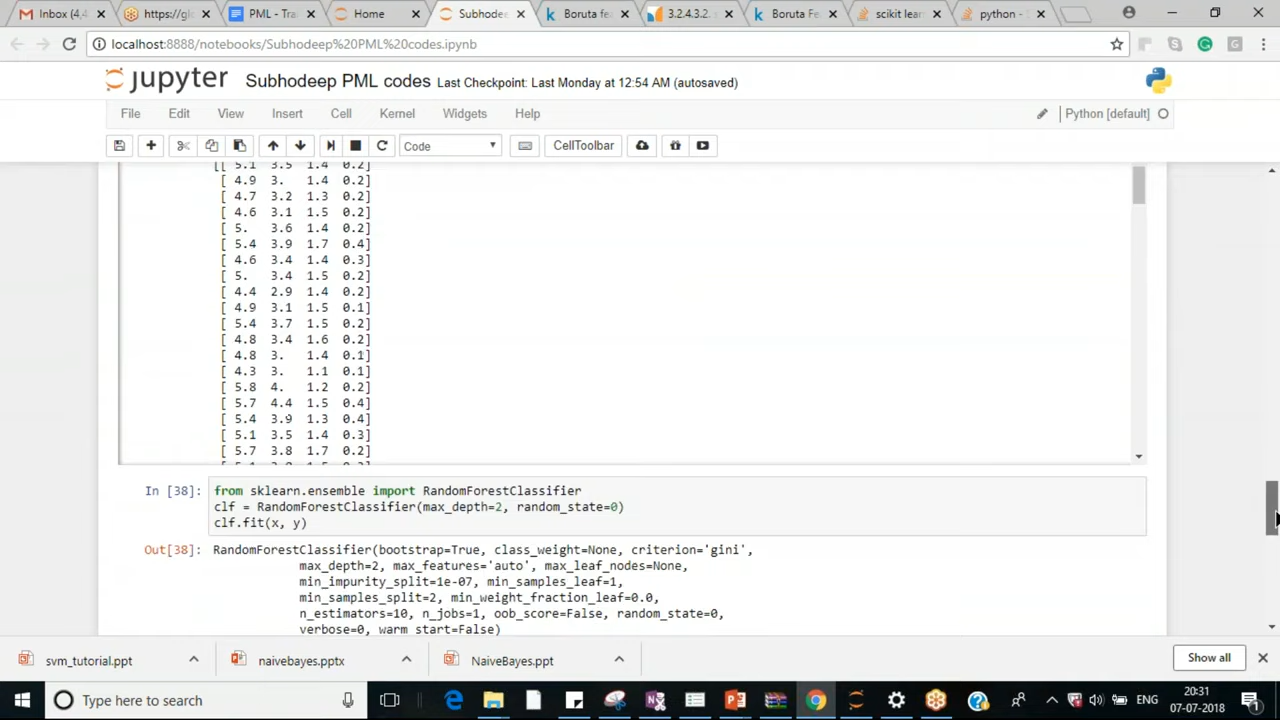 Inbox (4,4
https://glo
PML - Tra
Home
Subhodee
Boruta fea
3.2.4.3.2.
Boruta Fea
scikit lear
python -
localhost:8888/notebooks/Subhodeep%20PML%20codes.ipynb
jupyter Subhodeep PML codes Last Checkpoint: Last Monday at 12:54 AM (autosaved)
File Edit View Insert Cell Kernel Widgets Help Python [default]
Code CellToolbar
[[ 5.1 3.5 1.4 0.2]
[ 4.9 3. 1.4 0.2]
[ 4.7 3.2 1.3 0.2]
[ 4.6 3.1 1.5 0.2]
[ 5. 3.6 1.4 0.2]
[ 5.4 3.9 1.7 0.4]
[ 4.6 3.4 1.4 0.3]
[ 5. 3.4 1.5 0.2]
[ 4.4 2.9 1.4 0.2]
[ 4.9 3.1 1.5 0.1]
[ 5.4 3.7 1.5 0.2]
[ 4.8 3.4 1.6 0.2]
[ 4.8 3. 1.4 0.1]
[ 4.3 3. 1.1 0.1]
[ 5.8 4. 1.2 0.2]
[ 5.7 4.4 1.5 0.4]
[ 5.4 3.9 1.3 0.4]
[ 5.1 3.5 1.4 0.3]
[ 5.7 3.8 1.7 0.2]
In [38]: from sklearn.ensemble import RandomForestClassifier
clf = RandomForestClassifier(max_depth=2, random_state=0)
clf.fit(x, y)
Out[38]: RandomForestClassifier(bootstrap=True, class_weight=None, criterion='gini',
max_depth=2, max_features='auto', max_leaf_nodes=None,
min_impurity_split=1e-07, min_samples_leaf=1,
min_samples_split=2, min_weight_fraction_leaf=0.0,
n_estimators=10, n_jobs=1, oob_score=False, random_state=0,
verbose=0, warm_start=False)
svm_tutorial.ppt naivebayes.pptx NaiveBayes.ppt Show all
Type here to search
ENG
20:31
07-07-2018